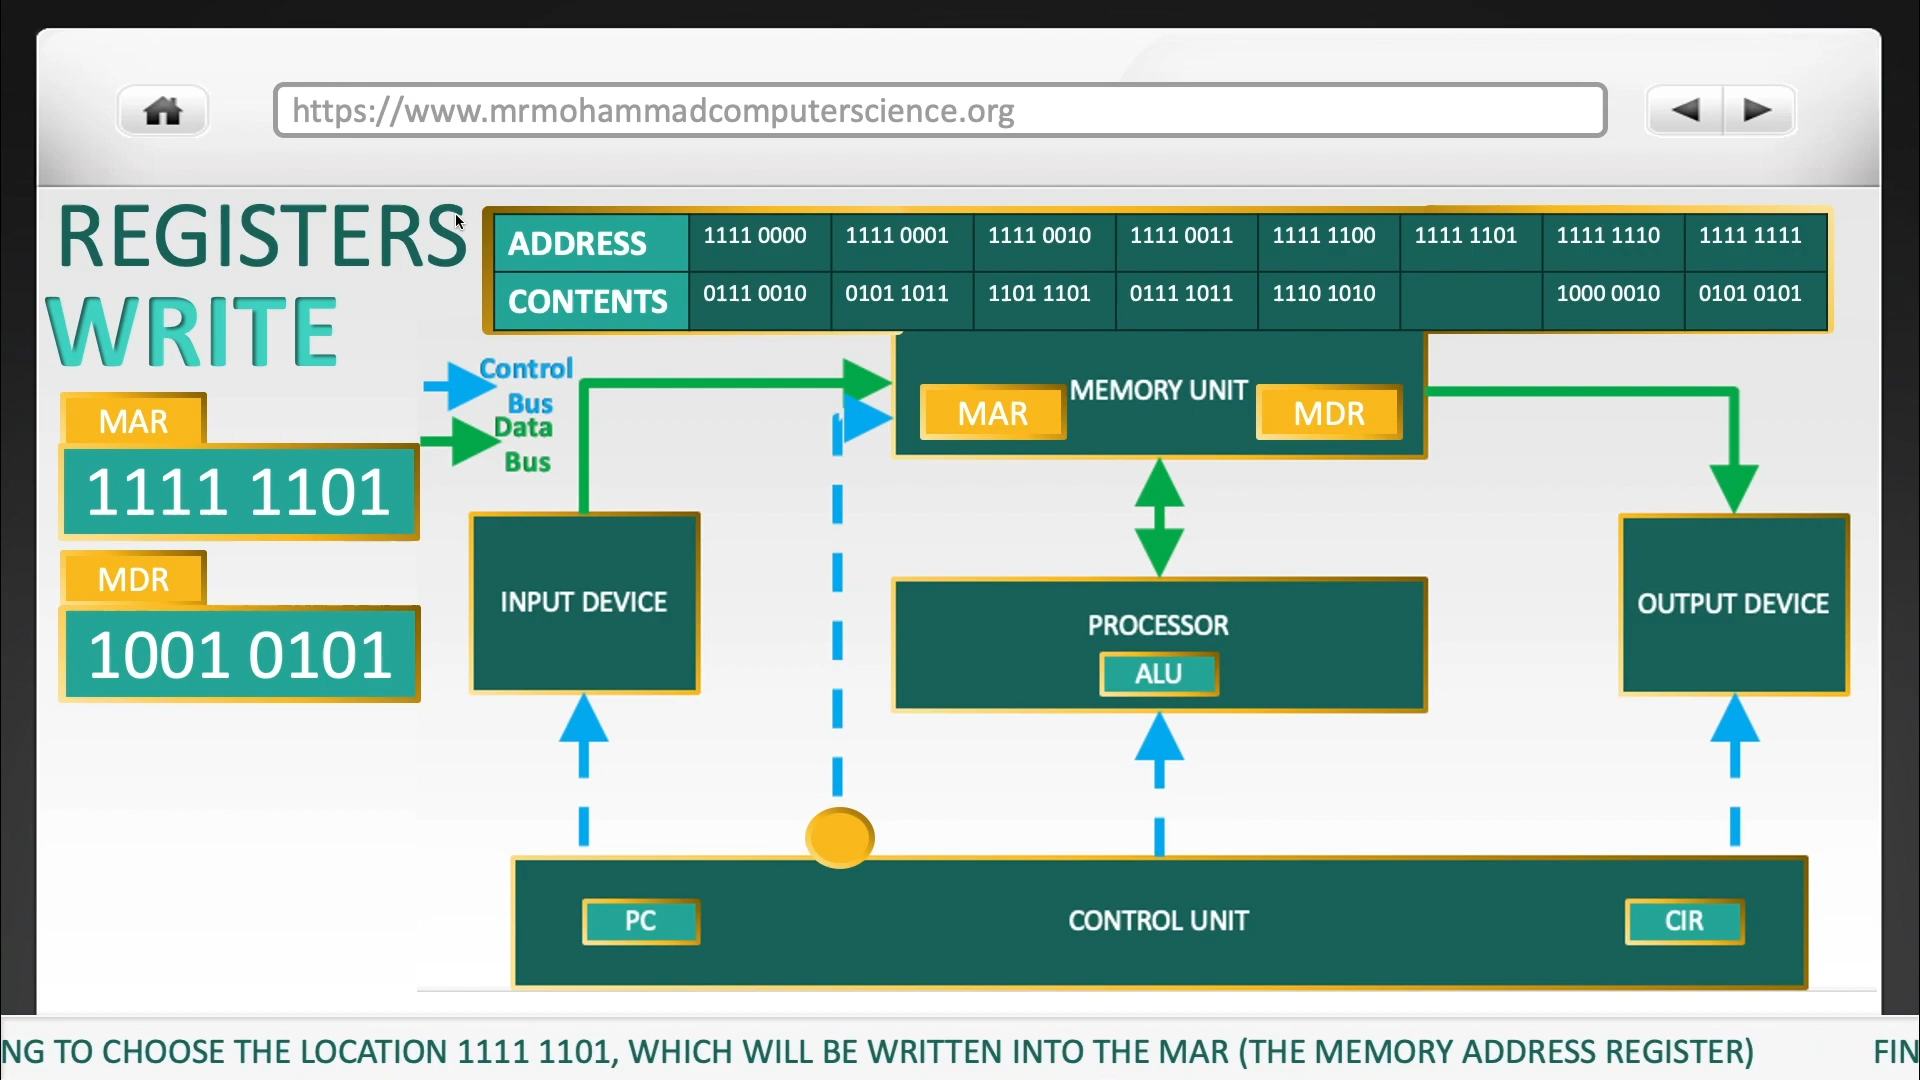 https://www.mrmohammadcomputerscience.org
REGISTERS
WRITE
ADDRESS 1111 0000 1111 0001 1111 0010 1111 0011 1111 1100 1111 1101 1111 1110 1111 1111
CONTENTS 0111 0010 0101 1011 1101 1101 0111 1011 1110 1010 1000 0010 0101 0101
Control
Bus
Data
Bus
MAR
1111 1101
MDR
1001 0101
MAR
MEMORY UNIT
MDR
INPUT DEVICE
PROCESSOR
ALU
OUTPUT DEVICE
PC
CONTROL UNIT
CIR
NG TO CHOOSE THE LOCATION 1111 1101, WHICH WILL BE WRITTEN INTO THE MAR (THE MEMORY ADDRESS REGISTER) FIN